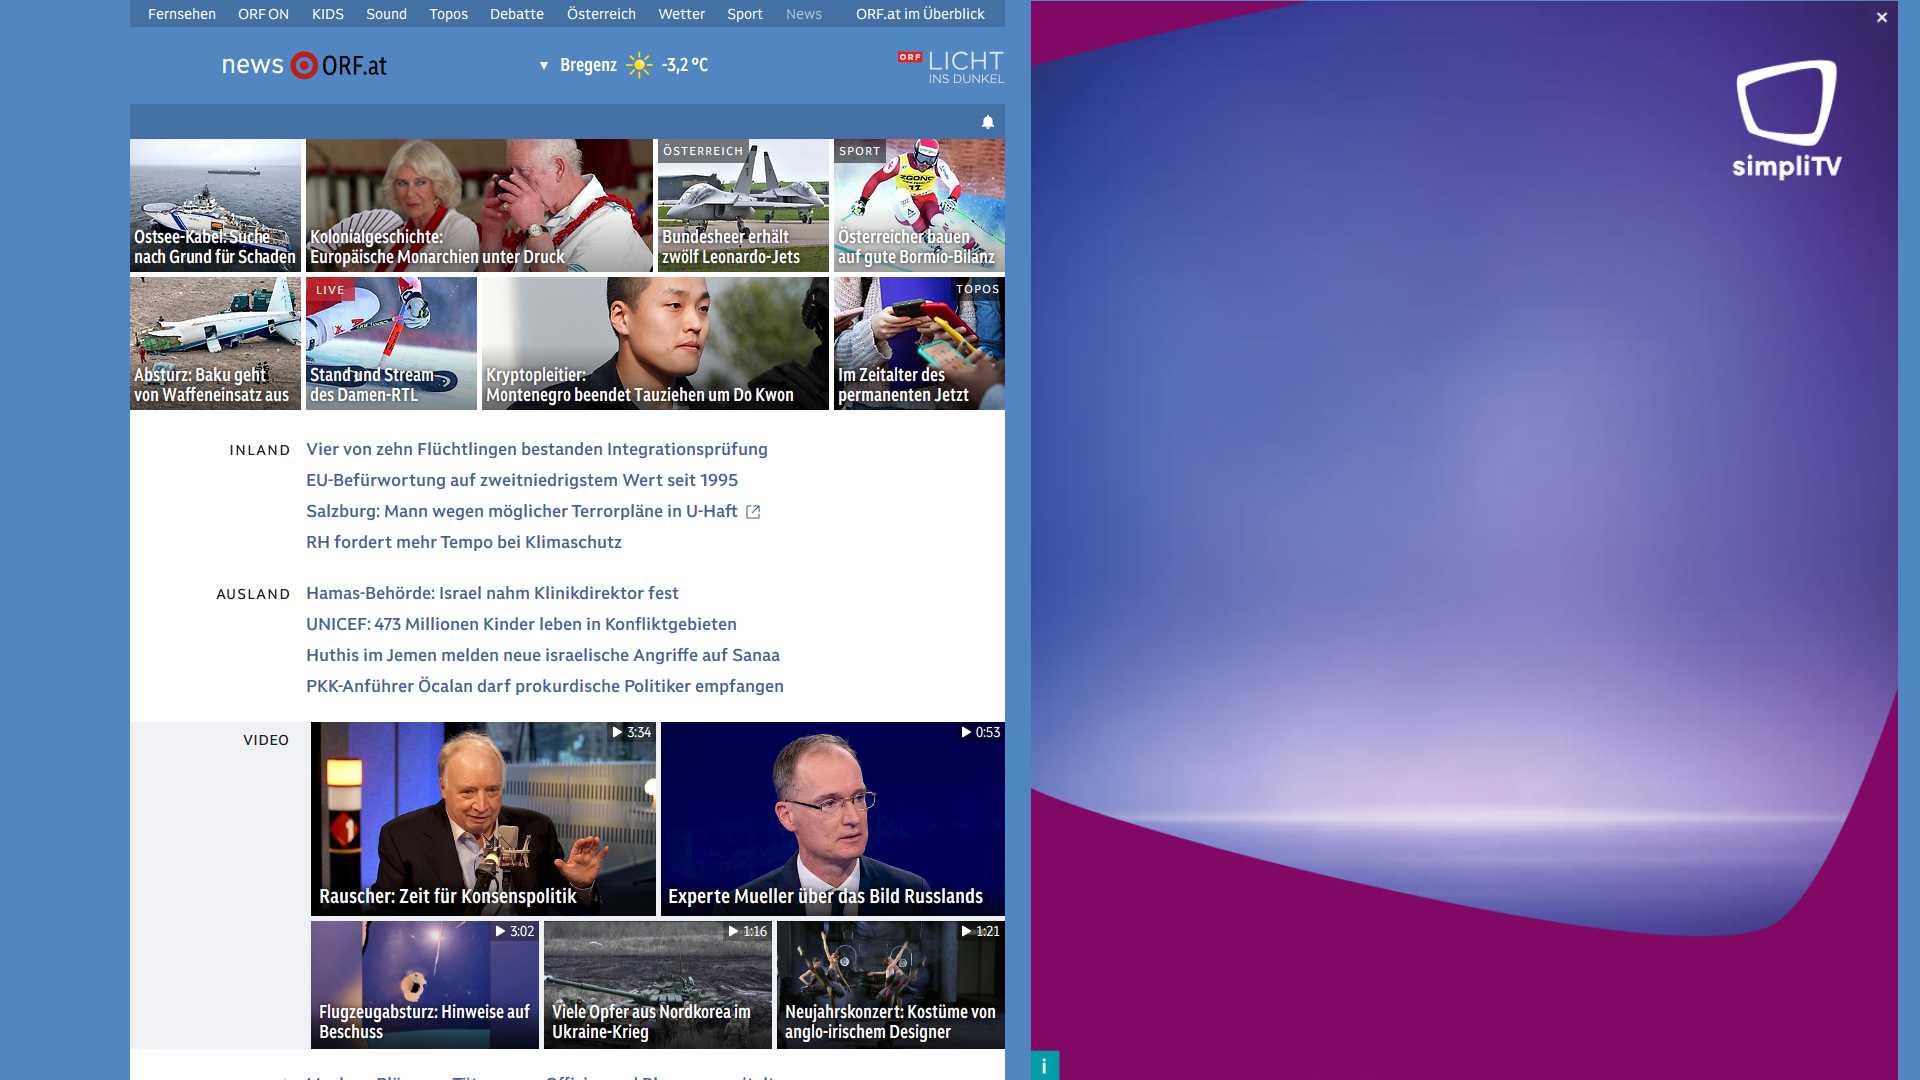 Fernsehen ORF ON KIDS Sound Topos Debatte Österreich Wetter Sport News ORF.at im Überblick
news ORF.at
▼ Bregenz -3,2 °C
ORF LICHT
INS DUNKEL
Ostsee-Kabel: Suche
nach Grund für Schaden
Kolonialgeschichte:
Europäische Monarchien unter Druck
ÖSTERREICH
Bundesheer erhält
zwölf Leonardo-Jets
SPORT
Österreicher bauen
auf gute Bormio-Bilanz
Absturz: Baku geht
von Waffeneinsatz aus
LIVE
Stand und Stream
des Damen-RTL
Kryptopleitier:
Montenegro beendet Tauziehen um Do Kwon
TOPOS
Im Zeitalter des
permanenten Jetzt
INLAND
Vier von zehn Flüchtlingen bestanden Integrationsprüfung
EU-Befürwortung auf zweitniedrigstem Wert seit 1995
Salzburg: Mann wegen möglicher Terrorpläne in U-Haft
RH fordert mehr Tempo bei Klimaschutz
AUSLAND
Hamas-Behörde: Israel nahm Klinikdirektor fest
UNICEF: 473 Millionen Kinder leben in Konfliktgebieten
Huthis im Jemen melden neue israelische Angriffe auf Sanaa
PKK-Anführer Öcalan darf prokurdische Politiker empfangen
VIDEO
3:34
Rauscher: Zeit für Konsenspolitik
0:53
Experte Mueller über das Bild Russlands
3:02
Flugzeugabsturz: Hinweise auf
Beschuss
1:16
Viele Opfer aus Nordkorea im
Ukraine-Krieg
1:21
Neujahrskonzert: Kostüme von
anglo-irischem Designer
simpliTV
i